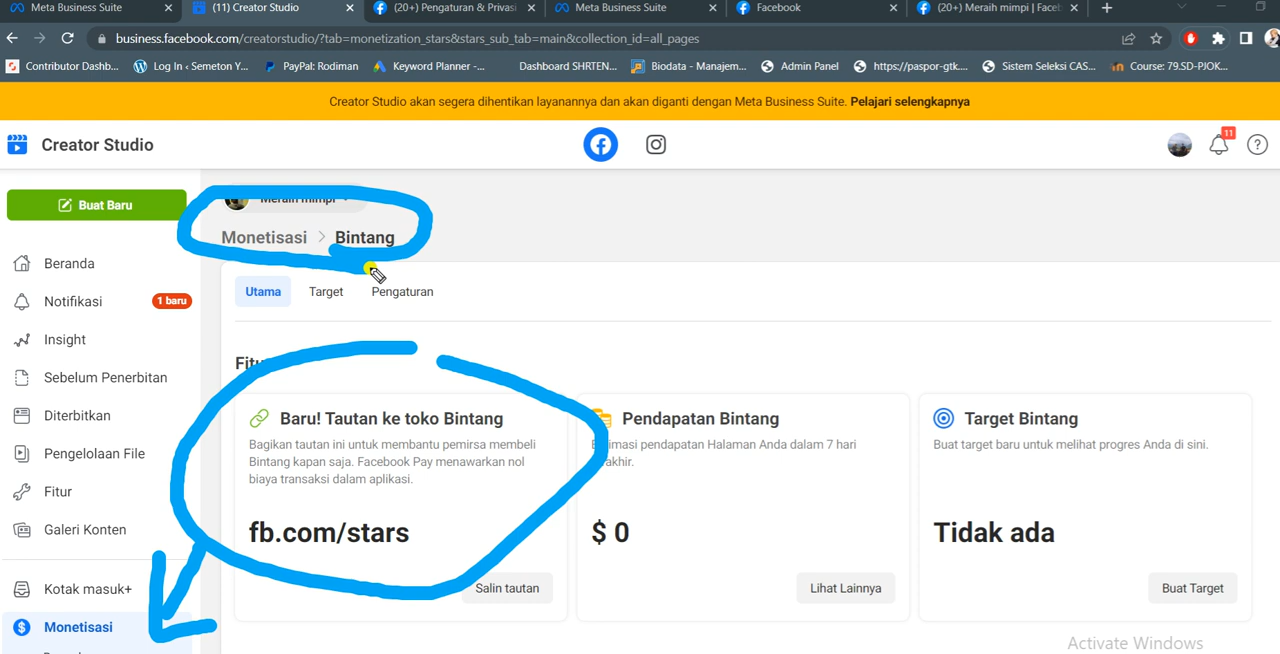 Meta Business Suite
(11) Creator Studio
(20+) Pengaturan & Privasi
Meta Business Suite
Facebook
(20+) Meraih mimpi | Face
business.facebook.com/creatorstudio/?tab=monetization_stars&stars_sub_tab=main&collection_id=all_pages
Contributor Dashb...
Log In ‹ Semeton Y...
PayPal: Rodiman
Keyword Planner -...
Dashboard SHRTEN...
Biodata - Manajem...
Admin Panel
https://paspor-gtk....
Sistem Seleksi CAS...
Course: 79.SD-PJOK...
Creator Studio akan segera dihentikan layanannya dan akan diganti dengan Meta Business Suite. Pelajari selengkapnya
Creator Studio
11
Buat Baru
Beranda
Notifikasi
1 baru
Insight
Sebelum Penerbitan
Diterbitkan
Pengelolaan File
Fitur
Galeri Konten
Kotak masuk+
Monetisasi
Meraih mimpi
Monetisasi > Bintang
Utama
Target
Pengaturan
Baru! Tautan ke toko Bintang
Bagikan tautan ini untuk membantu pemirsa membeli
Bintang kapan saja. Facebook Pay menawarkan nol
biaya transaksi dalam aplikasi.
fb.com/stars
Salin tautan
Pendapatan Bintang
pendapatan Halaman Anda dalam 7 hari
$ 0
Lihat Lainnya
Target Bintang
Buat target baru untuk melihat progres Anda di sini.
Tidak ada
Buat Target
Activate Windows